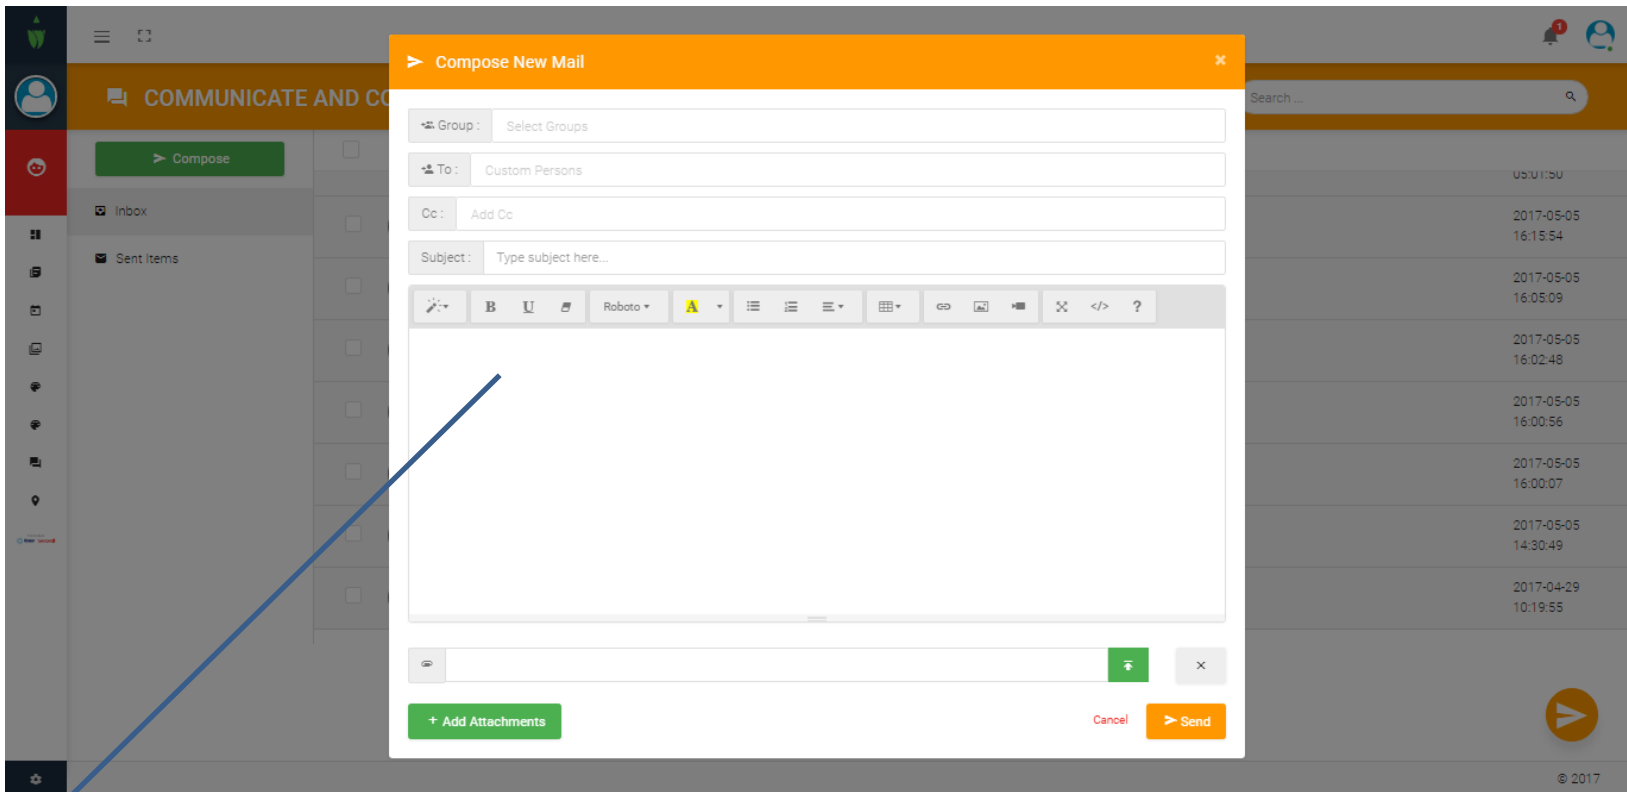 1
Compose New Mail ×
COMMUNICATE AND CO
Search ...
Group : Select Groups
Compose
To : Custom Persons
05:01:50
Inbox
Cc : Add Cc
2017-05-05
16:15:54
Sent Items
Subject : Type subject here...
2017-05-05
16:05:09
B U Roboto A </> ?
2017-05-05
16:02:48
2017-05-05
16:00:56
2017-05-05
16:00:07
2017-05-05
14:30:49
2017-04-29
10:19:55
×
+ Add Attachments Cancel Send
© 2017